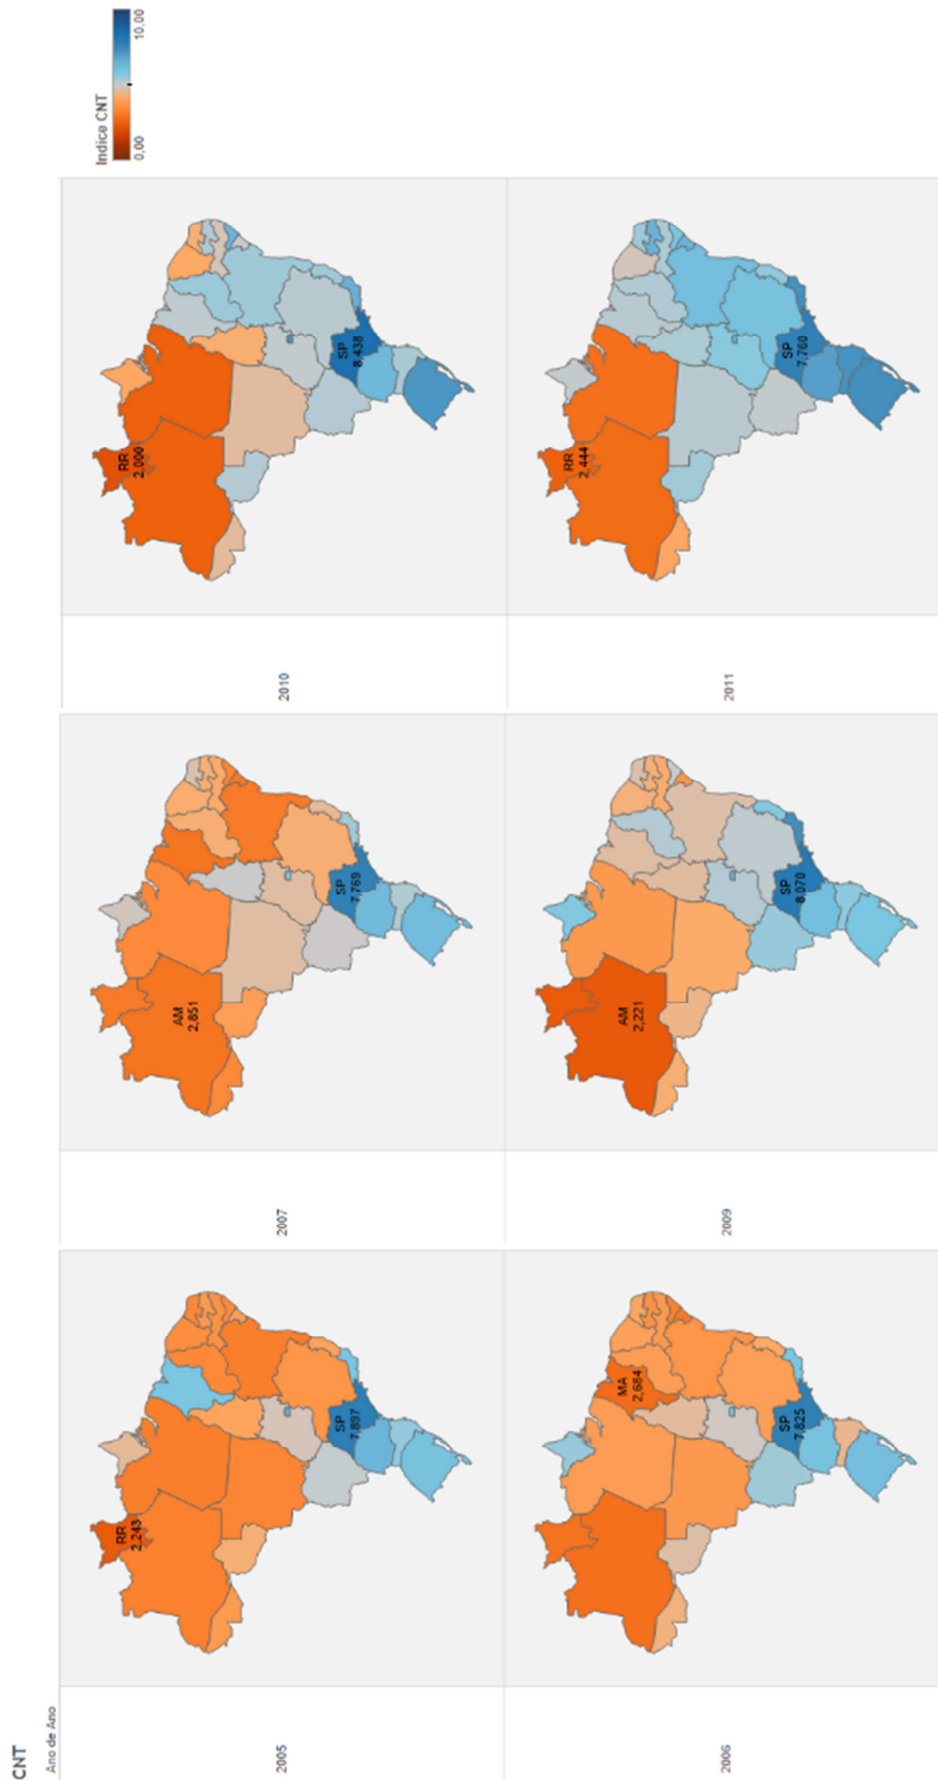 CNT
Ano de Ano
Indice CNT
0,00
10,00
2005
RR
2,243
SP
7,897
2007
AM
2,851
SP
7,769
2010
RR
2,000
SP
8,438
2006
MA
2,684
SP
7,825
2009
AM
2,221
SP
8,070
2011
RR
2,444
SP
7,760